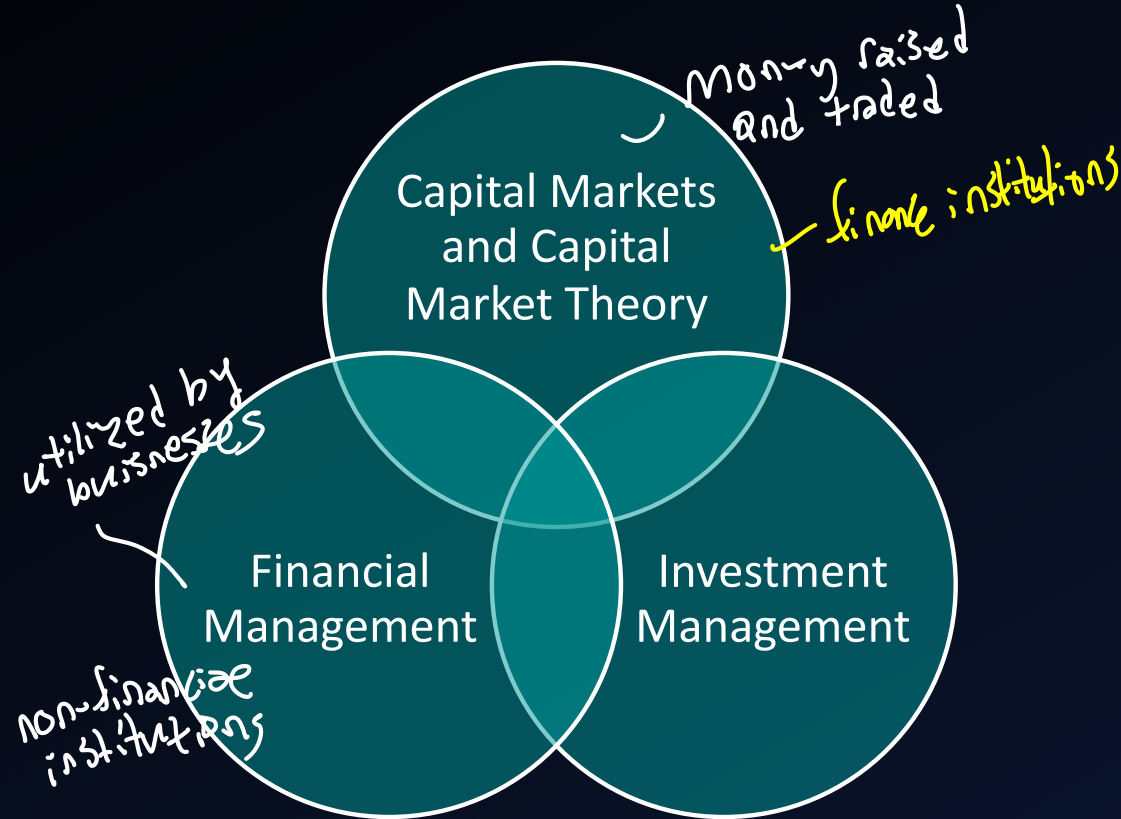 money raised
and traded
Capital Markets
and Capital
Market Theory
finance institutions
utilized by
businesses
Financial
Management
Investment
Management
non-financial
institutions